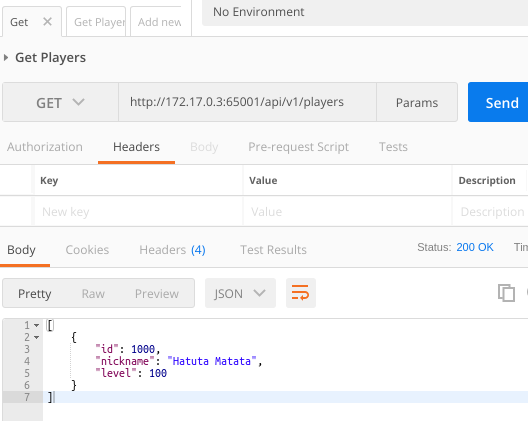 Get
Get Player
Add new
No Environment
Get Players
GET
http://172.17.0.3:65001/api/v1/players
Params
Send
Authorization
Headers
Body
Pre-request Script
Tests
Key
Value
Description
New key
Value
Description
Body
Cookies
Headers (4)
Test Results
Status: 200 OK
Tim
Pretty
Raw
Preview
JSON
1 [
2 {
3 "id": 1000,
4 "nickname": "Hatuta Matata",
5 "level": 100
6 }
7 ]